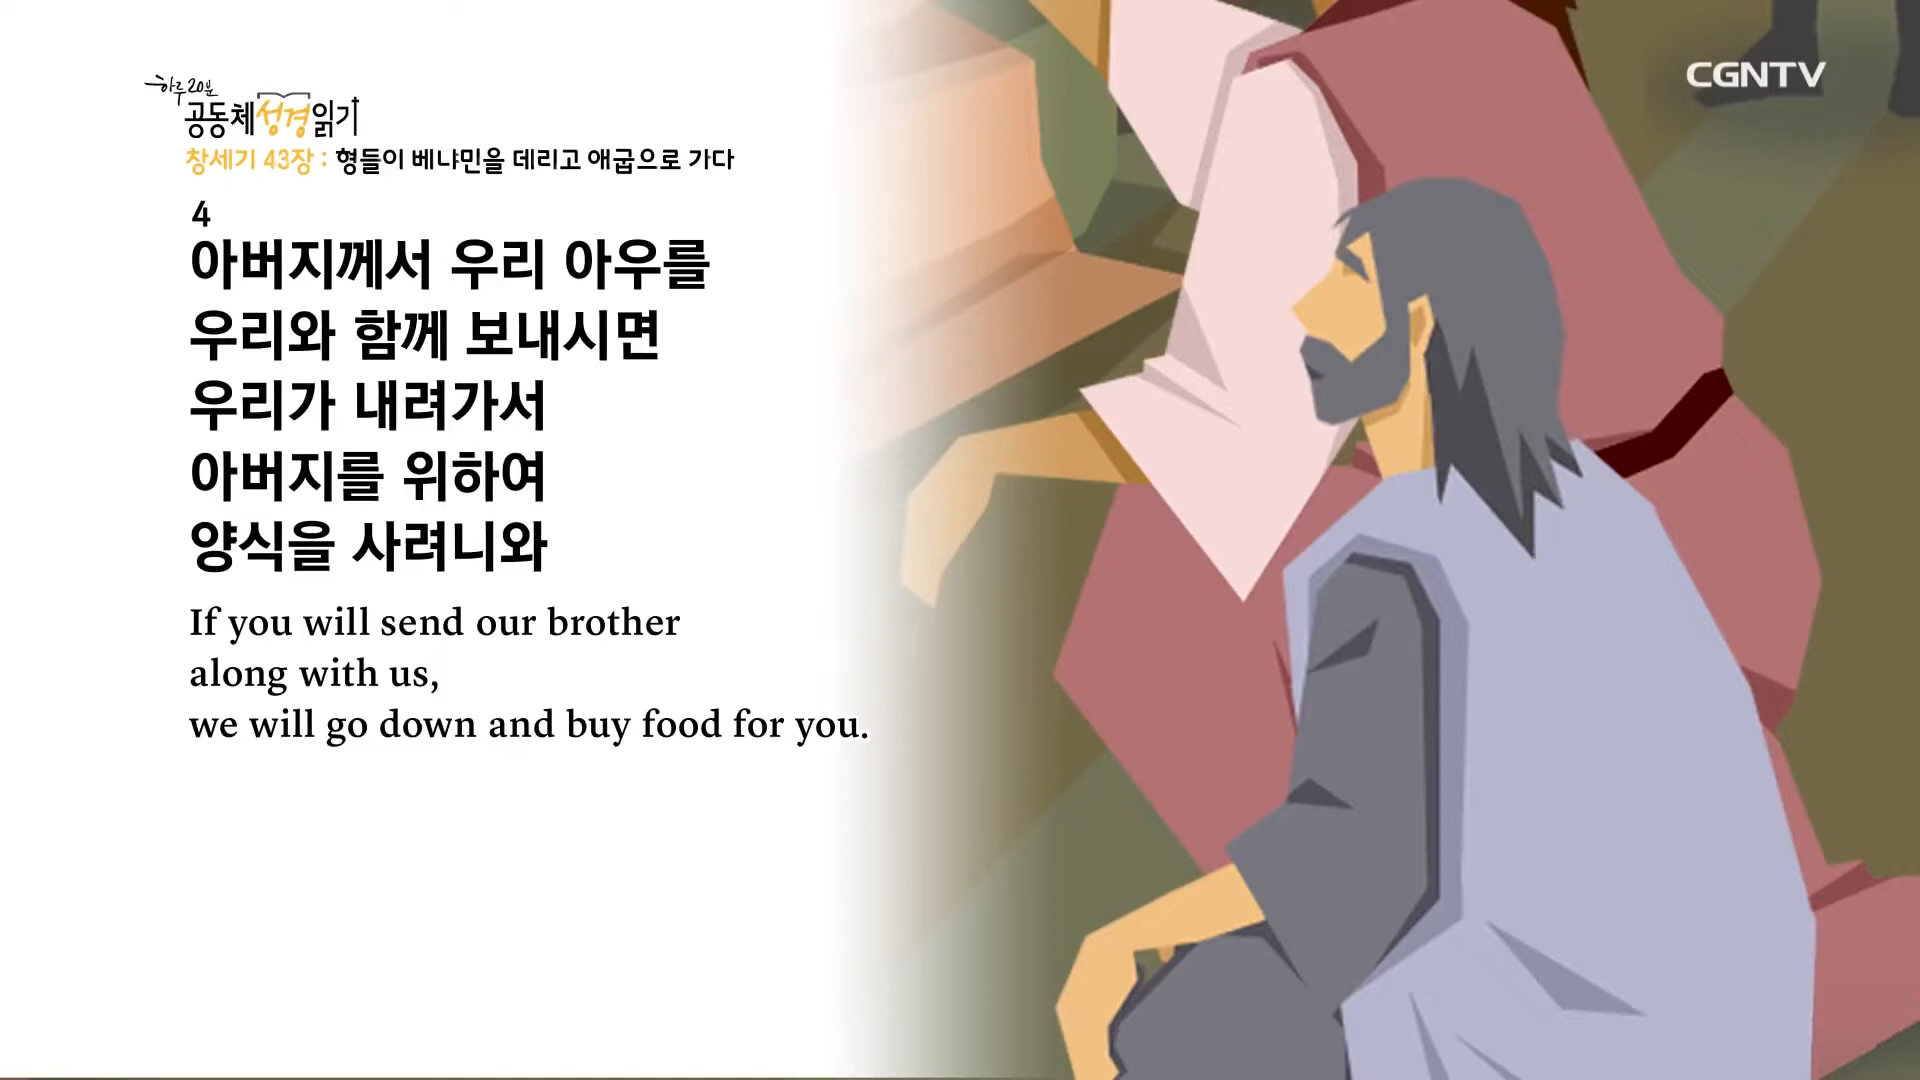 하루 20분
공동체성경읽기
CGNTV
창세기 43장 : 형들이 베냐민을 데리고 애굽으로 가다
4
아버지께서 우리 아우를
우리와 함께 보내시면
우리가 내려가서
아버지를 위하여
양식을 사려니와
If you will send our brother
along with us,
we will go down and buy food for you.